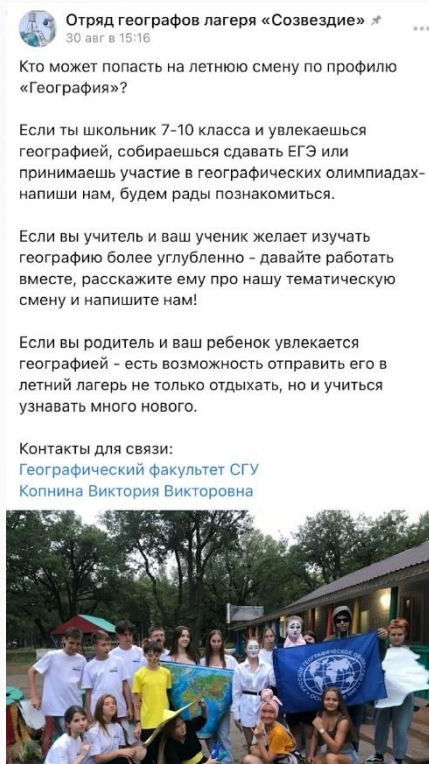 Отряд географов лагеря «Созвездие»
30 авг в 15:16
Кто может попасть на летнюю смену по профилю
«География»?
Если ты школьник 7-10 класса и увлекаешься
географией, собираешься сдавать ЕГЭ или
принимаешь участие в географических олимпиадах-
напиши нам, будем рады познакомиться.
Если вы учитель и ваш ученик желает изучать
географию более углубленно - давайте работать
вместе, расскажите ему про нашу тематическую
смену и напишите нам!
Если вы родитель и ваш ребенок увлекается
географией - есть возможность отправить его в
летний лагерь не только отдыхать, но и учиться
узнавать много нового.
Контакты для связи:
Географический факультет СГУ
Копнина Виктория Викторовна